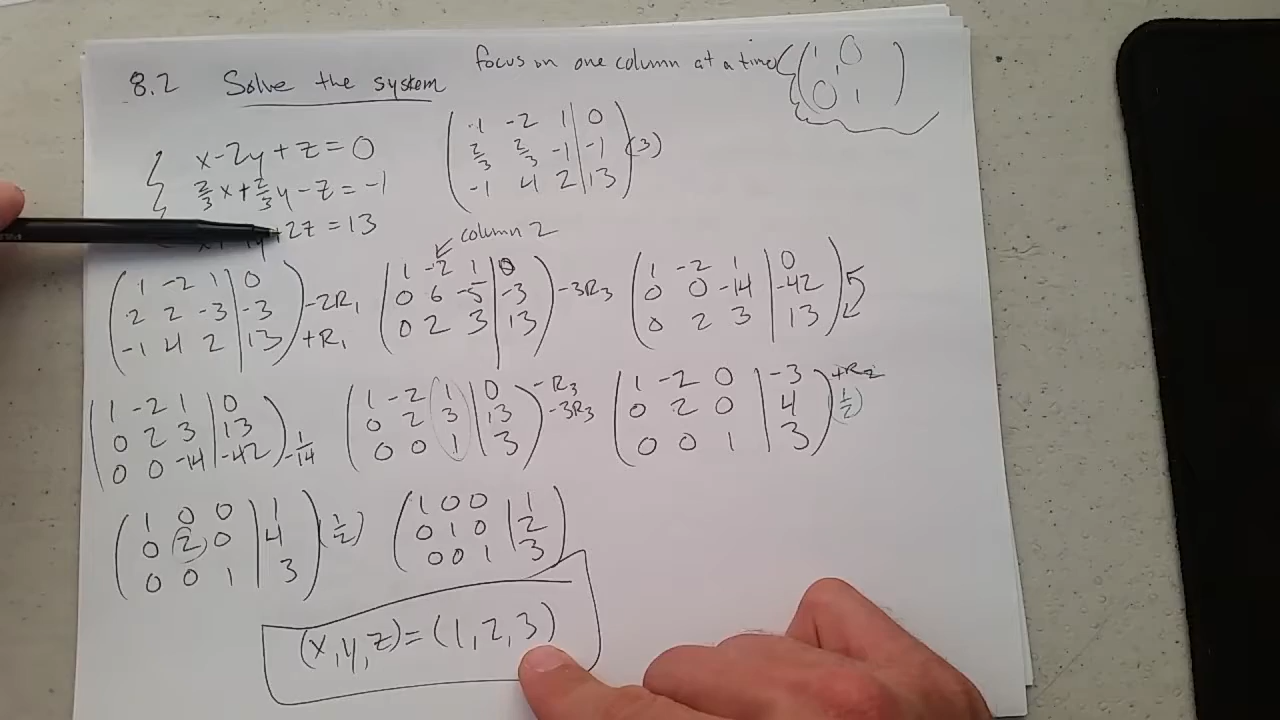 8.2 Solve the system
focus on one column at a time
( 1 0
1
0 1 )
{ x-2y+z=0
2/3x+2/3y-z=-1
+2z=13
( 1 -2 1 | 0
2/3 2/3 -1 | -1
-1 4 2 | 13 ) (3)
column 2
( 1 -2 1 | 0
2 2 -3 | -3
-1 4 2 | 13 ) -2R1 +R1
( 1 -2 1 | 0
0 6 -5 | -3
0 2 3 | 13 ) -3R3
( 1 -2 1 | 0
0 0 -14 | -42
0 2 3 | 13 )
( 1 -2 1 | 0
0 2 3 | 13
0 0 -14 | -42 ) 1/-14
( 1 -2 1 | 0
0 2 3 | 13
0 0 1 | 3 ) -R3 -3R3
( 1 -2 0 | -3
0 2 0 | 4
0 0 1 | 3 ) +R2 (1/2)
( 1 0 0 | 1
0 2 0 | 4
0 0 1 | 3 ) (1/2)
( 1 0 0 | 1
0 1 0 | 2
0 0 1 | 3 )
(x,y,z)=(1,2,3)